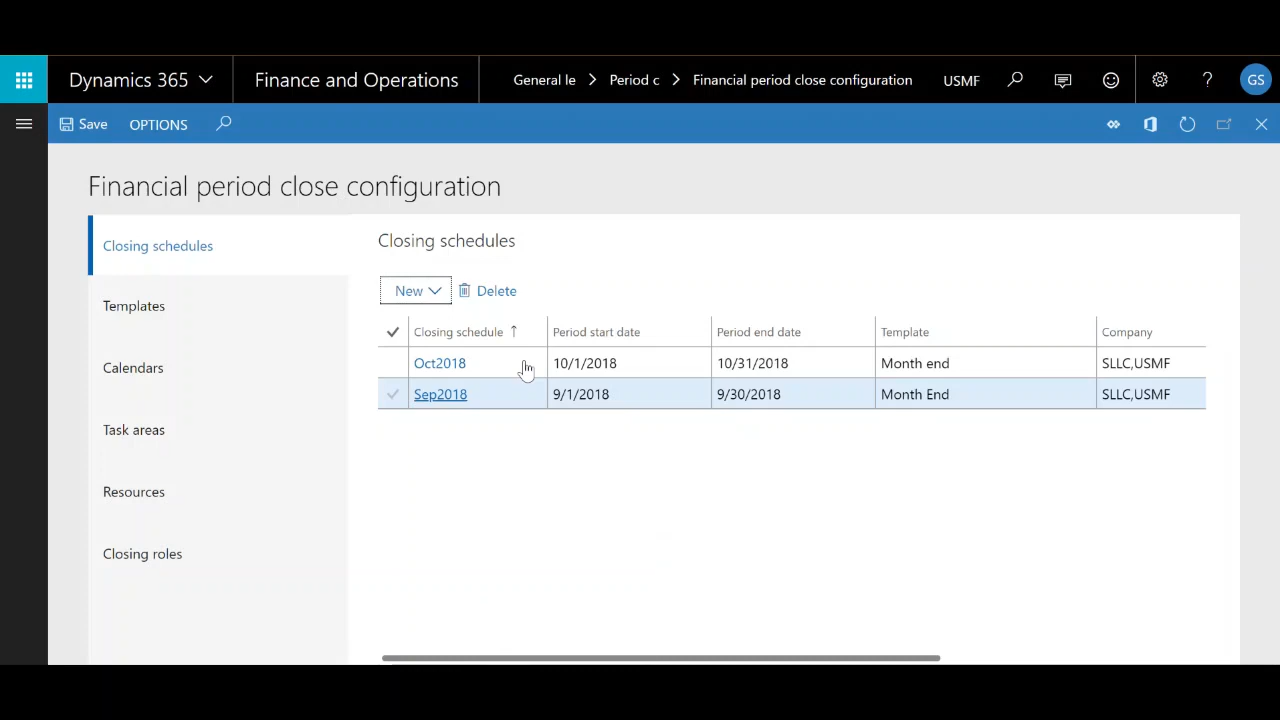 Dynamics 365 Finance and Operations General le Period c Financial period close configuration USMF ? GS
Save OPTIONS
Financial period close configuration
Closing schedules
Templates
Calendars
Task areas
Resources
Closing roles
Closing schedules
New Delete
Closing schedule Period start date Period end date Template Company
Oct2018 10/1/2018 10/31/2018 Month end SLLC,USMF
Sep2018 9/1/2018 9/30/2018 Month End SLLC,USMF